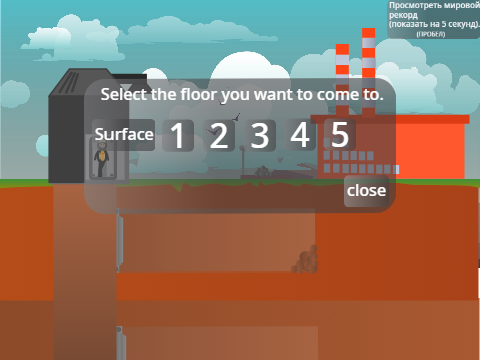 Просмотреть мировой
рекорд
(показать на 5 секунд).
(ПРОБЕЛ)
Select the floor you want to come to.
Surface 1 2 3 4 5
close